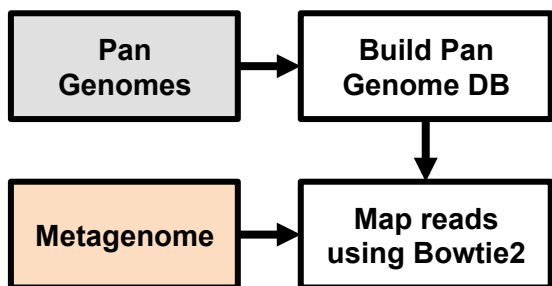 Pan
Genomes
Build Pan
Genome DB
Metagenome
Map reads
using Bowtie2